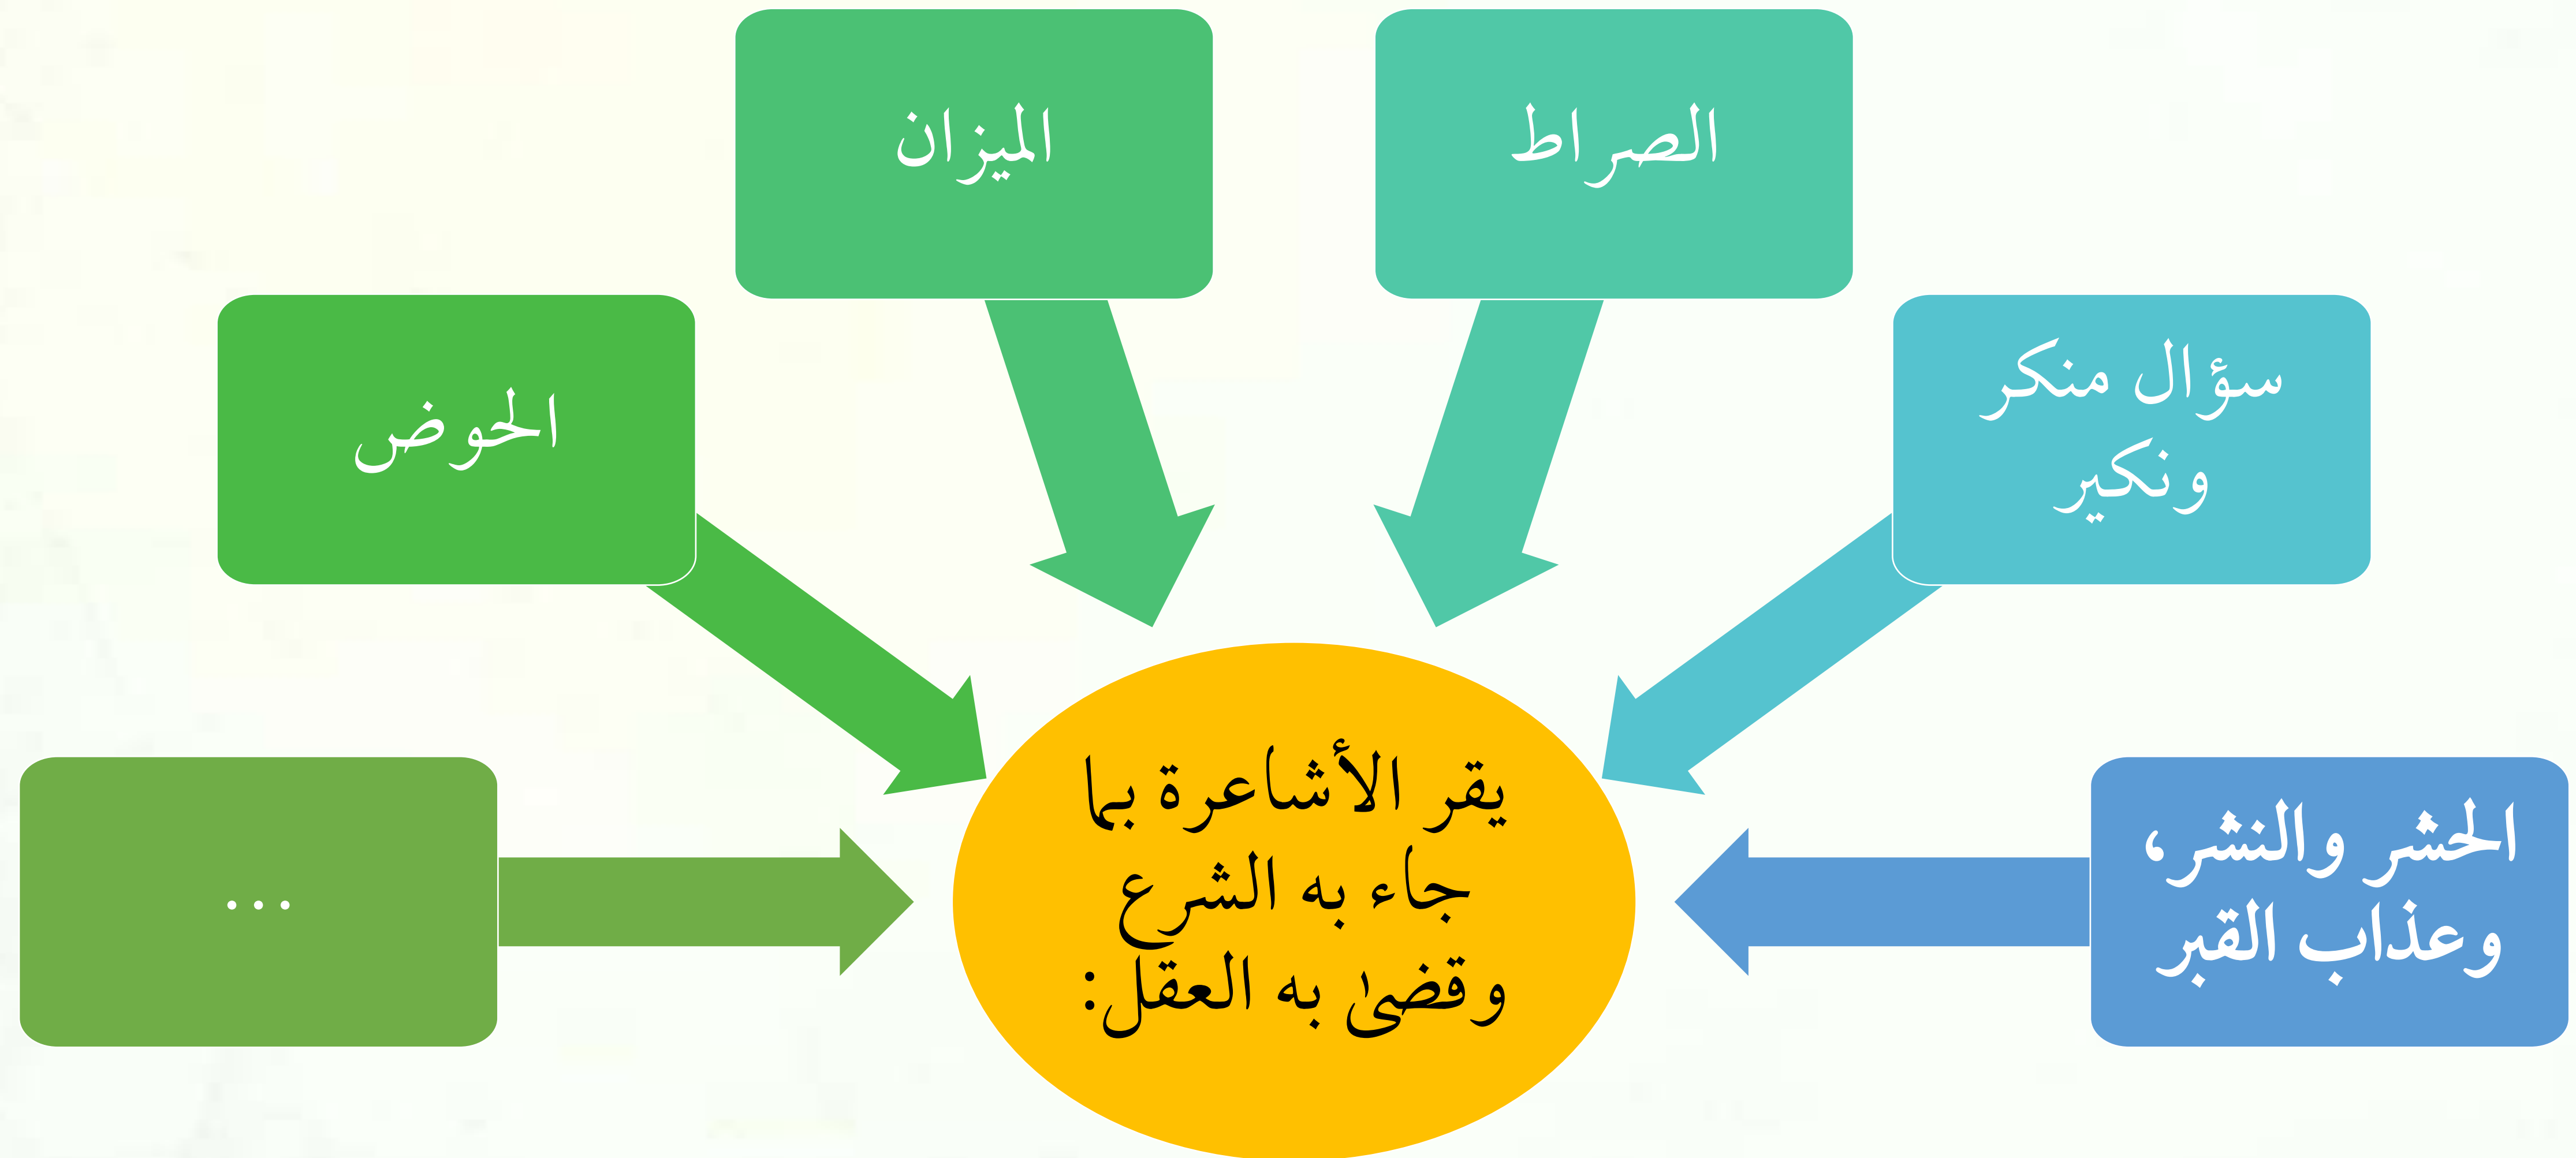 الميزان
الصراط
الحوض
سؤال منكر
ونكير
...
يقر الأشاعرة بما
جاء به الشرع
وقضىٰ به العقل:
الحشر والنشر،
وعذاب القبر